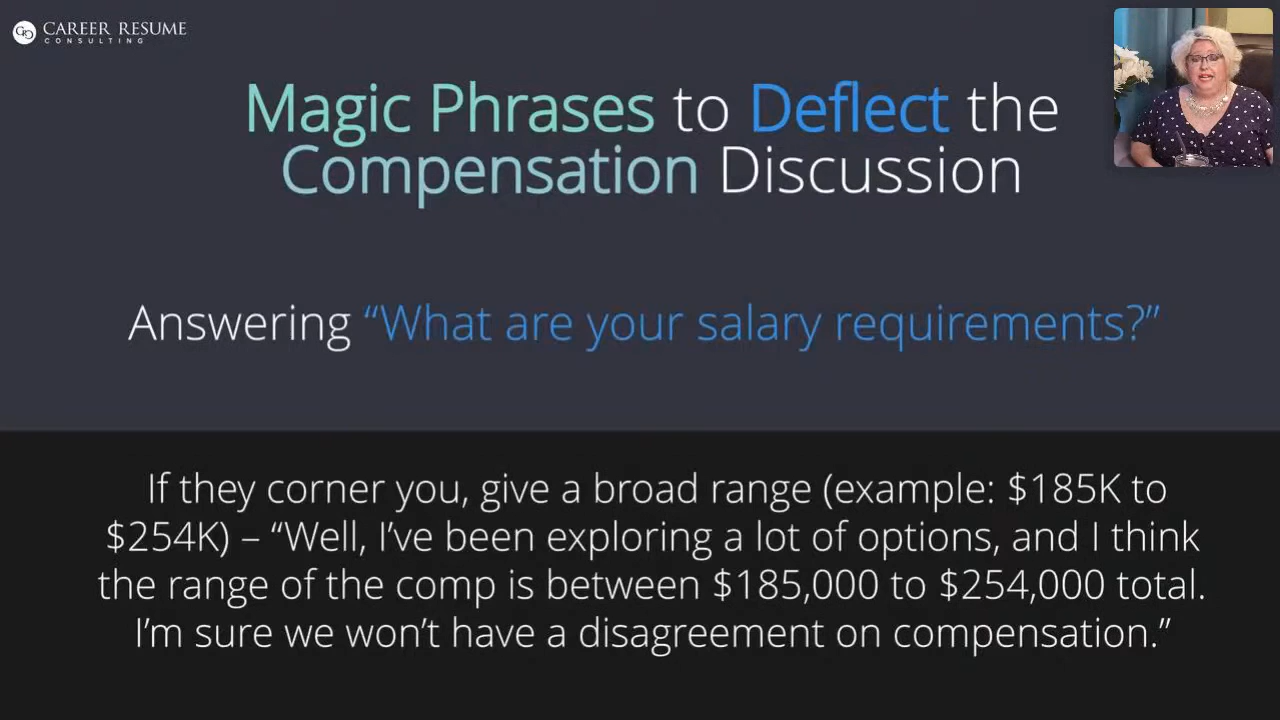 CAREER RESUME
CONSULTING
Magic Phrases to Deflect the
Compensation Discussion
Answering “What are your salary requirements?”
If they corner you, give a broad range (example: $185K to
$254K) – “Well, I’ve been exploring a lot of options, and I think
the range of the comp is between $185,000 to $254,000 total.
I’m sure we won’t have a disagreement on compensation.”